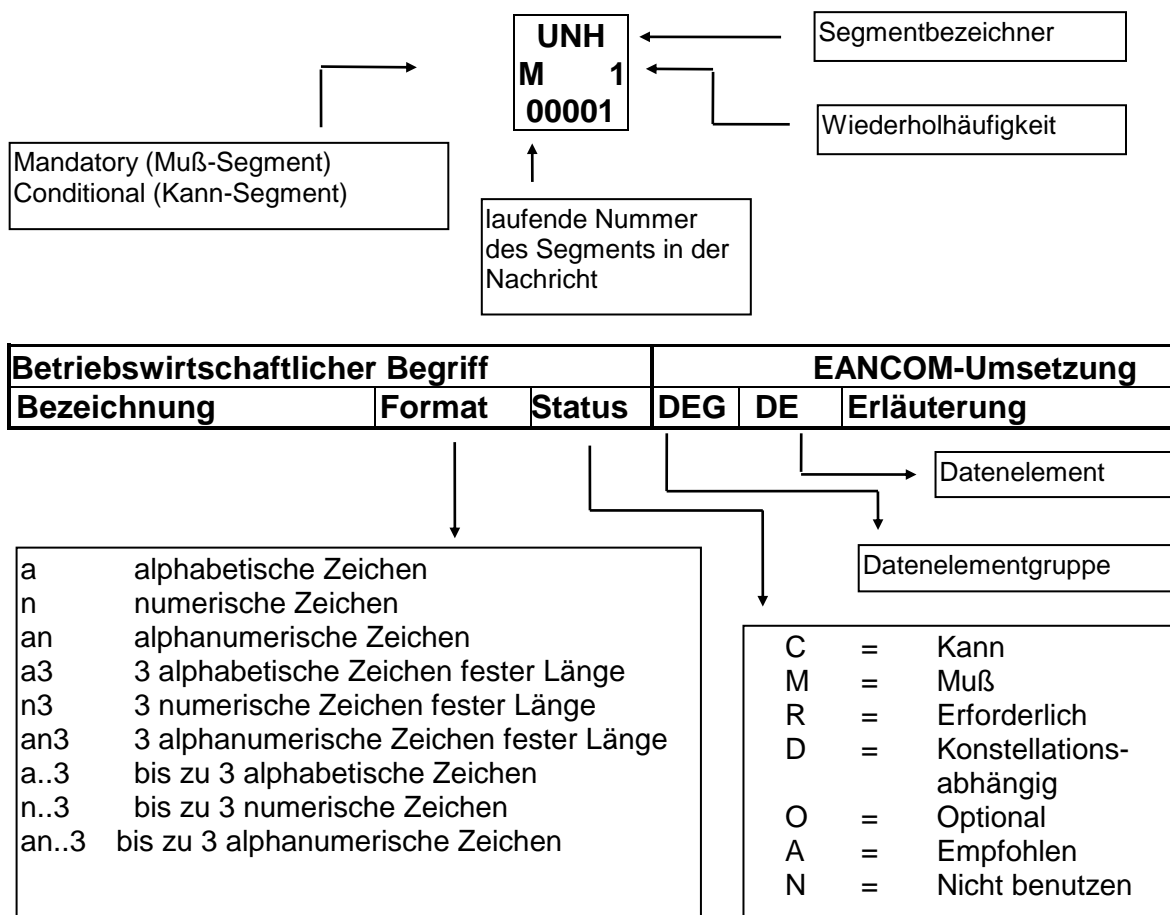 UNH
M 1
00001
Segmentbezeichner
Wiederholhäufigkeit
Mandatory (Muß-Segment)
Conditional (Kann-Segment)
laufende Nummer
des Segments in der
Nachricht
Betriebswirtschaftlicher Begriff EANCOM-Umsetzung
Bezeichnung Format Status DEG DE Erläuterung
Datenelement
Datenelementgruppe
a alphabetische Zeichen
n numerische Zeichen
an alphanumerische Zeichen
a3 3 alphabetische Zeichen fester Länge
n3 3 numerische Zeichen fester Länge
an3 3 alphanumerische Zeichen fester Länge
a..3 bis zu 3 alphabetische Zeichen
n..3 bis zu 3 numerische Zeichen
an..3 bis zu 3 alphanumerische Zeichen
C = Kann
M = Muß
R = Erforderlich
D = Konstellations-
abhängig
O = Optional
A = Empfohlen
N = Nicht benutzen